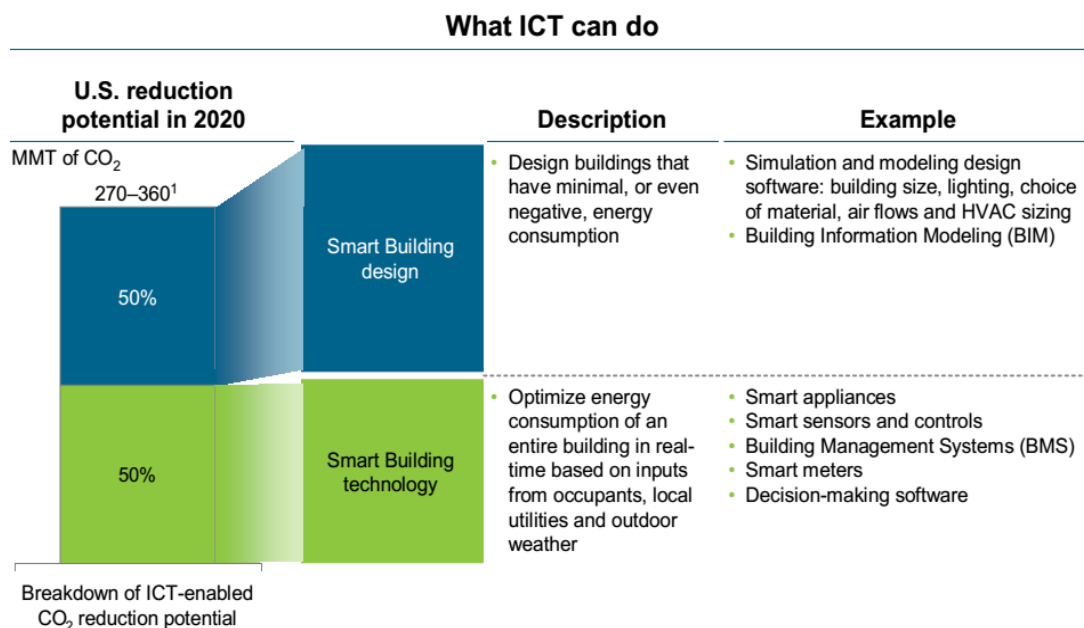 What ICT can do
U.S. reduction
potential in 2020
Description
Example
MMT of CO₂
270–360¹
50%
50%
Breakdown of ICT-enabled
CO₂ reduction potential
Smart Building
design
• Design buildings that
have minimal, or even
negative, energy
consumption
• Simulation and modeling design
software: building size, lighting, choice
of material, air flows and HVAC sizing
• Building Information Modeling (BIM)
Smart Building
technology
• Optimize energy
consumption of an
entire building in real-
time based on inputs
from occupants, local
utilities and outdoor
weather
• Smart appliances
• Smart sensors and controls
• Building Management Systems (BMS)
• Smart meters
• Decision-making software